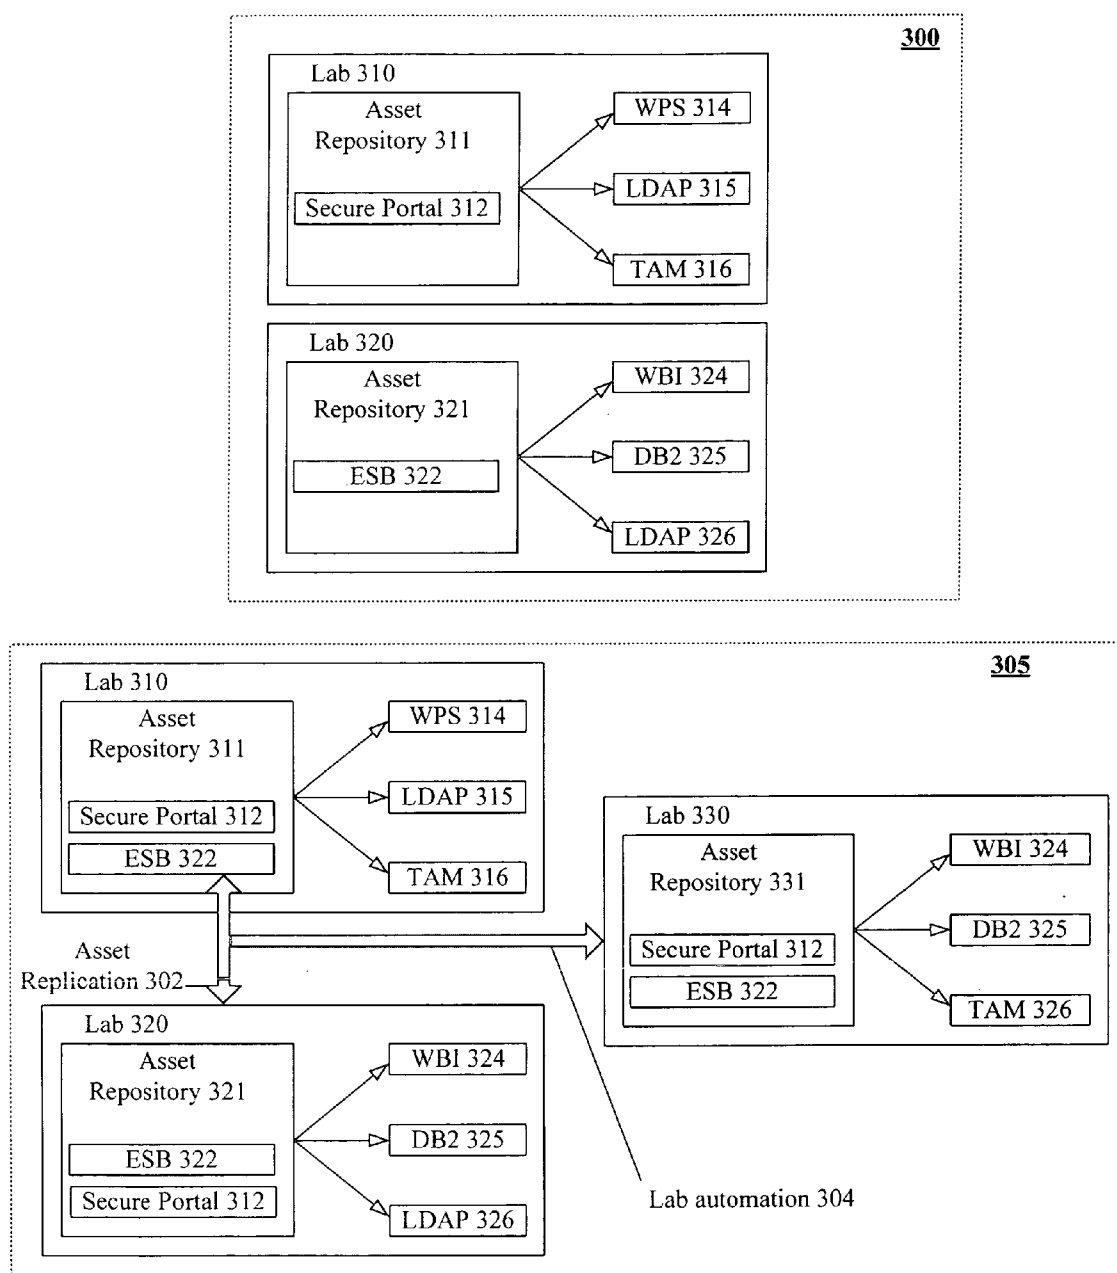 300
Lab 310
Asset
Repository 311
Secure Portal 312
WPS 314
LDAP 315
TAM 316
Lab 320
Asset
Repository 321
ESB 322
WBI 324
DB2 325
LDAP 326
305
Lab 310
Asset
Repository 311
Secure Portal 312
ESB 322
WPS 314
LDAP 315
TAM 316
Asset
Replication 302
Lab 320
Asset
Repository 321
ESB 322
Secure Portal 312
WBI 324
DB2 325
LDAP 326
Lab 330
Asset
Repository 331
Secure Portal 312
ESB 322
WBI 324
DB2 325
TAM 326
Lab automation 304